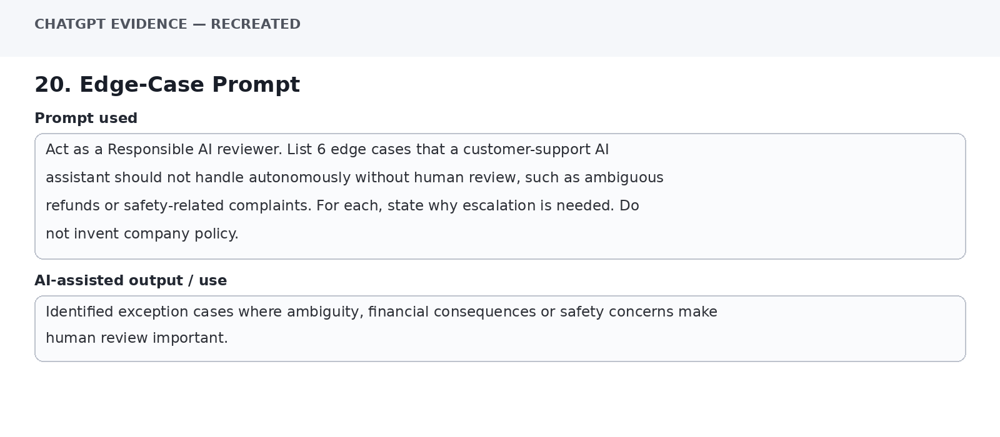 CHATGPT EVIDENCE — RECREATED
20. Edge-Case Prompt
Prompt used
Act as a Responsible AI reviewer. List 6 edge cases that a customer-support AI
assistant should not handle autonomously without human review, such as ambiguous
refunds or safety-related complaints. For each, state why escalation is needed. Do
not invent company policy.
AI-assisted output / use
Identified exception cases where ambiguity, financial consequences or safety concerns make
human review important.